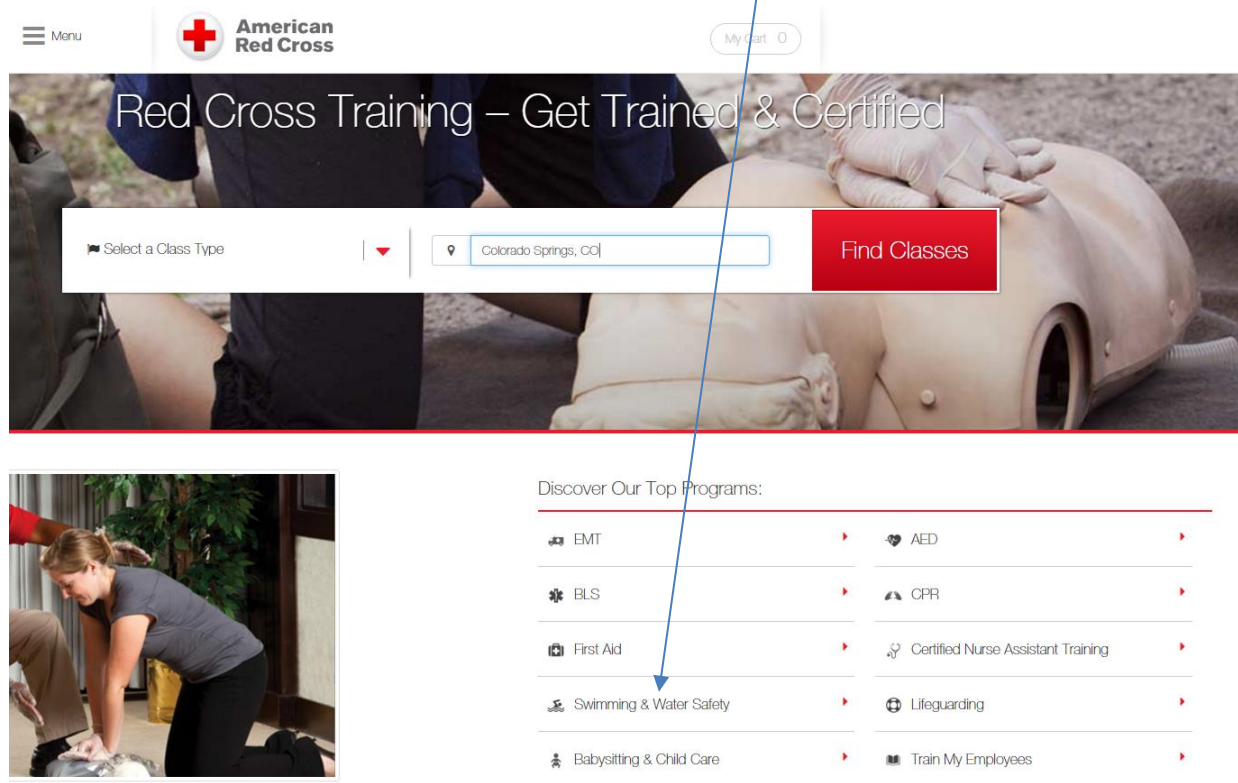 Menu
American
Red Cross
My Cart 0
Red Cross Training – Get Trained & Certified
Select a Class Type
Colorado Springs, CO
Find Classes
Discover Our Top Programs:
EMT
AED
BLS
CPR
First Aid
Certified Nurse Assistant Training
Swimming & Water Safety
Lifeguarding
Babysitting & Child Care
Train My Employees